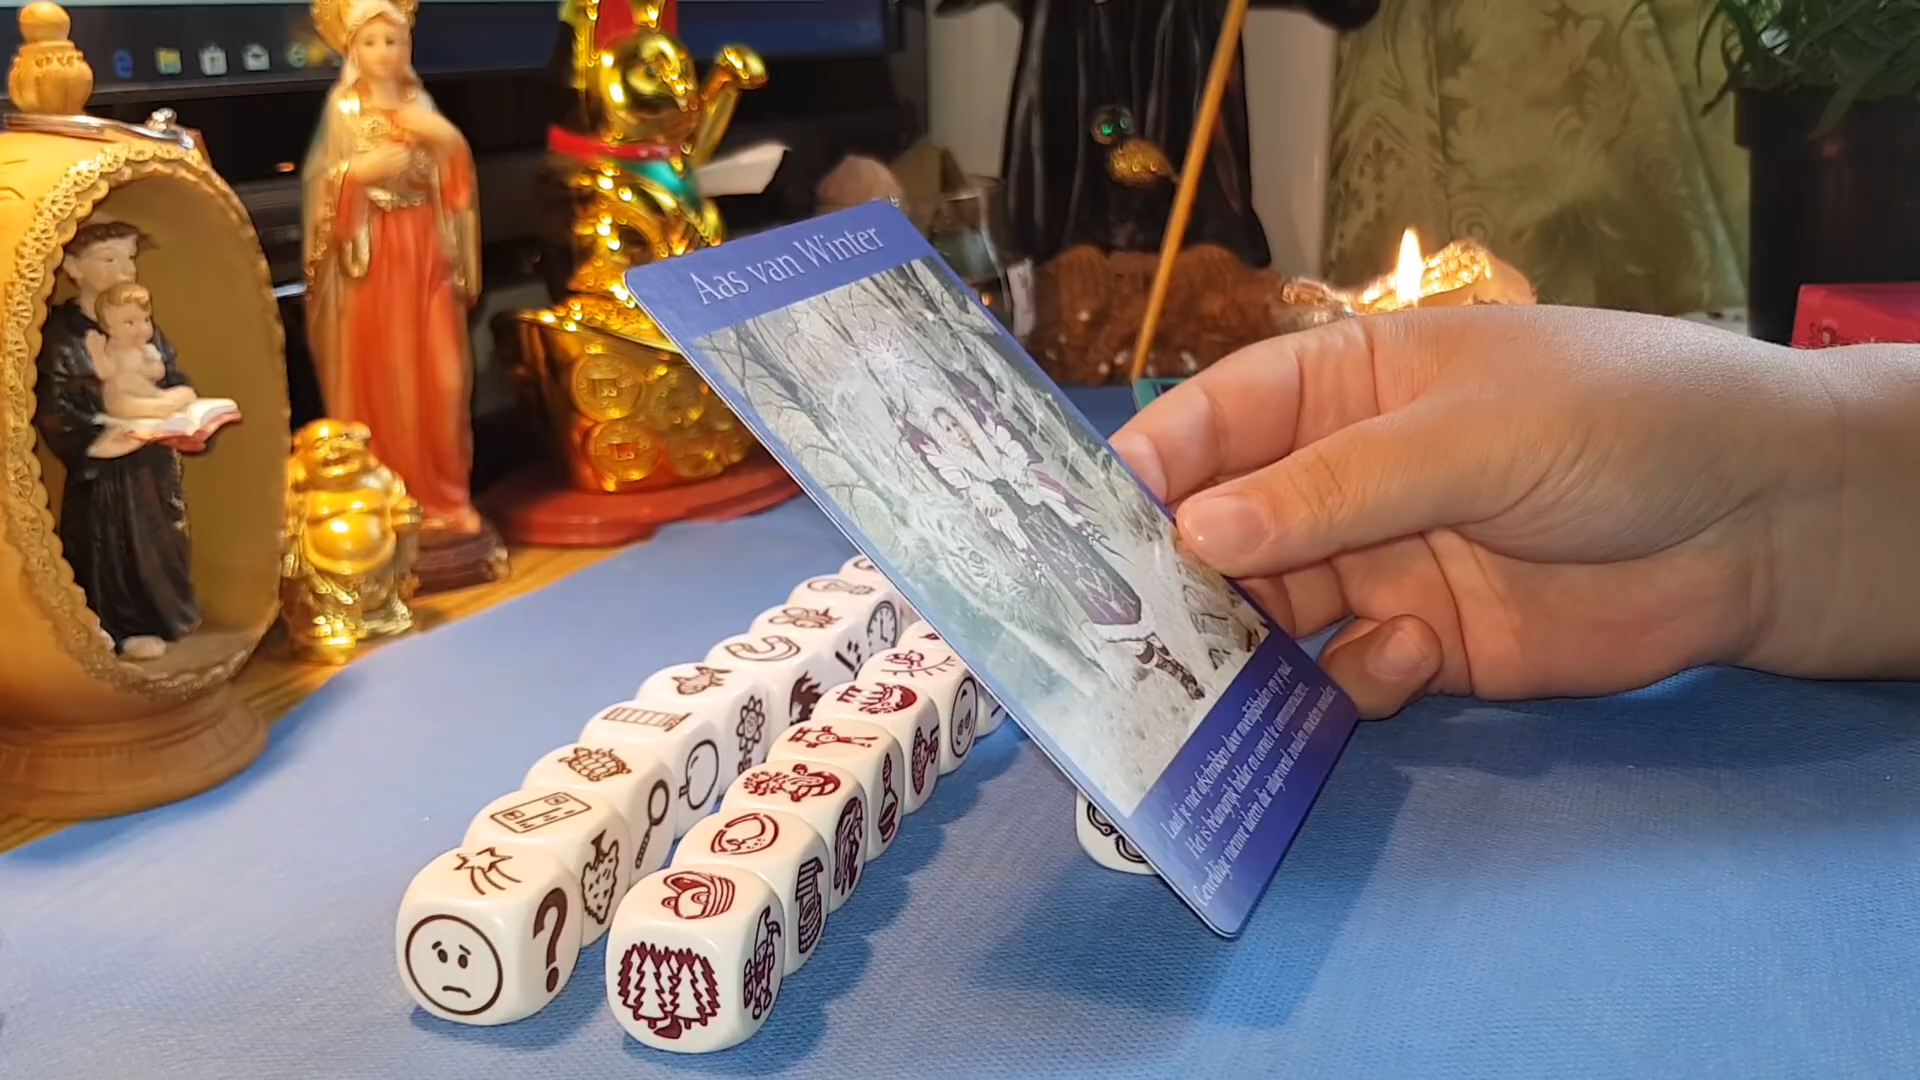 Aas van Winter
Laat je niet afschrikken door moeilijkheden op je pad.
Het is belangrijk helder en correct te communiceren.
Geweldige nieuwe ideeën die uitgevoerd zouden moeten worden.
?